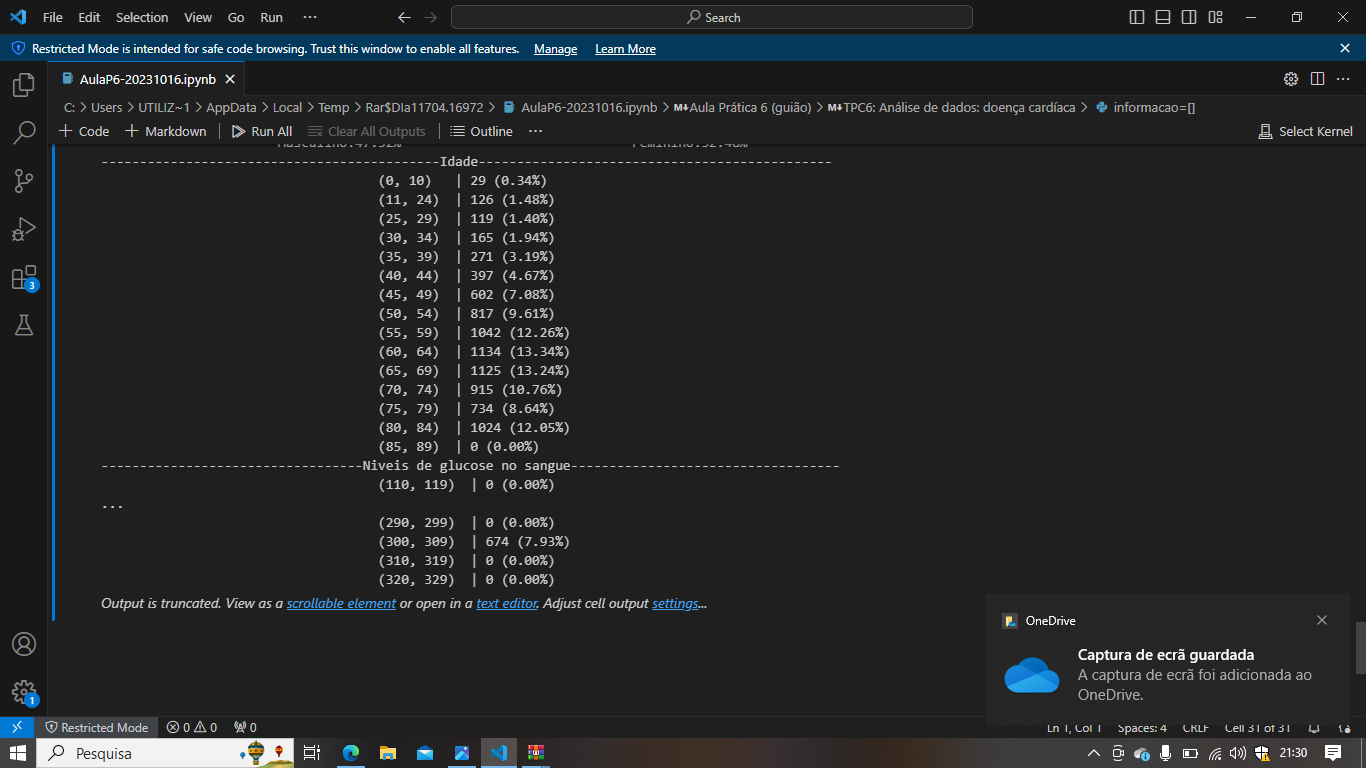 File Edit Selection View Go Run ··· Search
Restricted Mode is intended for safe code browsing. Trust this window to enable all features. Manage Learn More
AulaP6-20231016.ipynb
C: > Users > UTILIZ~1 > AppData > Local > Temp > Rar$DIa11704.16972 > AulaP6-20231016.ipynb > M↓Aula Prática 6 (guião) > M↓TPC6: Análise de dados: doença cardíaca > informacao=[]
+ Code + Markdown Run All Clear All Outputs Outline ··· Select Kernel
Masculino:47.52% Feminino:52.48%
--------------------------------------------Idade----------------------------------------------
(0, 10) | 29 (0.34%)
(11, 24) | 126 (1.48%)
(25, 29) | 119 (1.40%)
(30, 34) | 165 (1.94%)
(35, 39) | 271 (3.19%)
(40, 44) | 397 (4.67%)
(45, 49) | 602 (7.08%)
(50, 54) | 817 (9.61%)
(55, 59) | 1042 (12.26%)
(60, 64) | 1134 (13.34%)
(65, 69) | 1125 (13.24%)
(70, 74) | 915 (10.76%)
(75, 79) | 734 (8.64%)
(80, 84) | 1024 (12.05%)
(85, 89) | 0 (0.00%)
----------------------------------Niveis de glucose no sangue-----------------------------------
(110, 119) | 0 (0.00%)
...
(290, 299) | 0 (0.00%)
(300, 309) | 674 (7.93%)
(310, 319) | 0 (0.00%)
(320, 329) | 0 (0.00%)
Output is truncated. View as a scrollable element or open in a text editor. Adjust cell output settings...
3
OneDrive
Captura de ecrã guardada
A captura de ecrã foi adicionada ao
OneDrive.
1
Restricted Mode 0 0 0 Ln 1, Col 1 Spaces: 4 CRLF Cell 31 of 31
Pesquisa 21:30